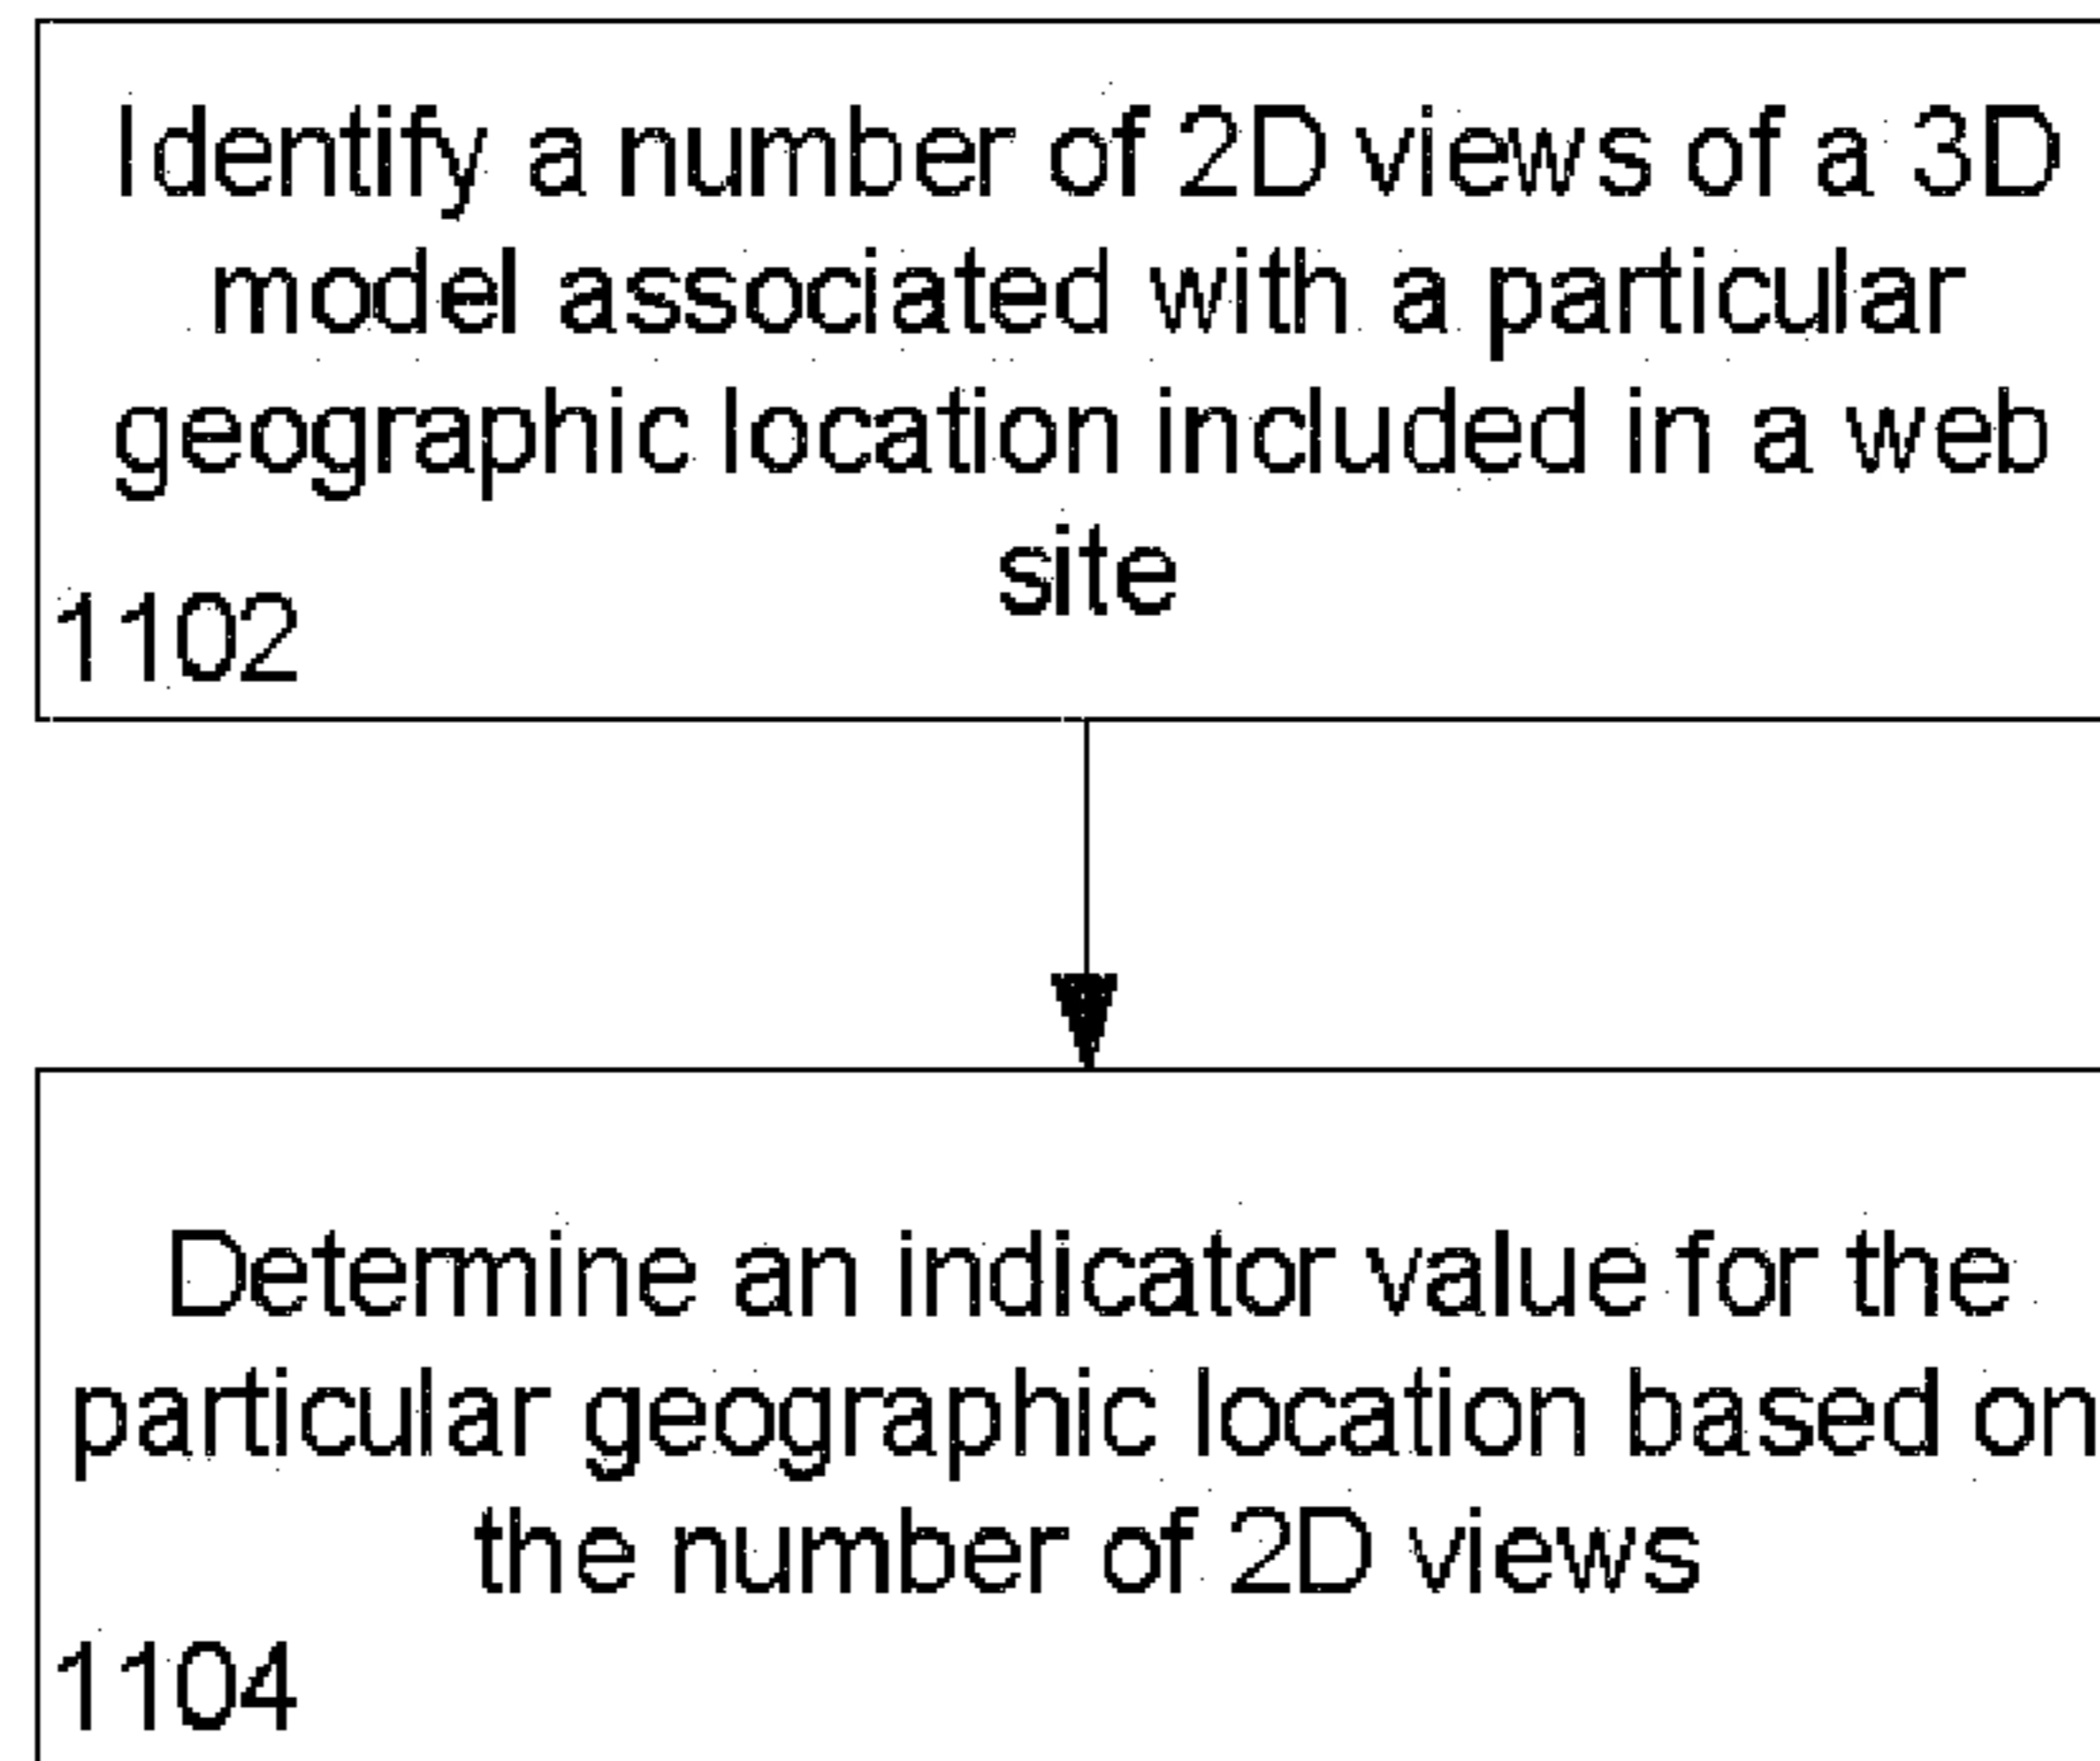 Identify a number of 2D views of a 3D
model associated with a particular
geographic location included in a web
site
1102
Determine an indicator value for the
particular geographic location based on
the number of 2D views
1104